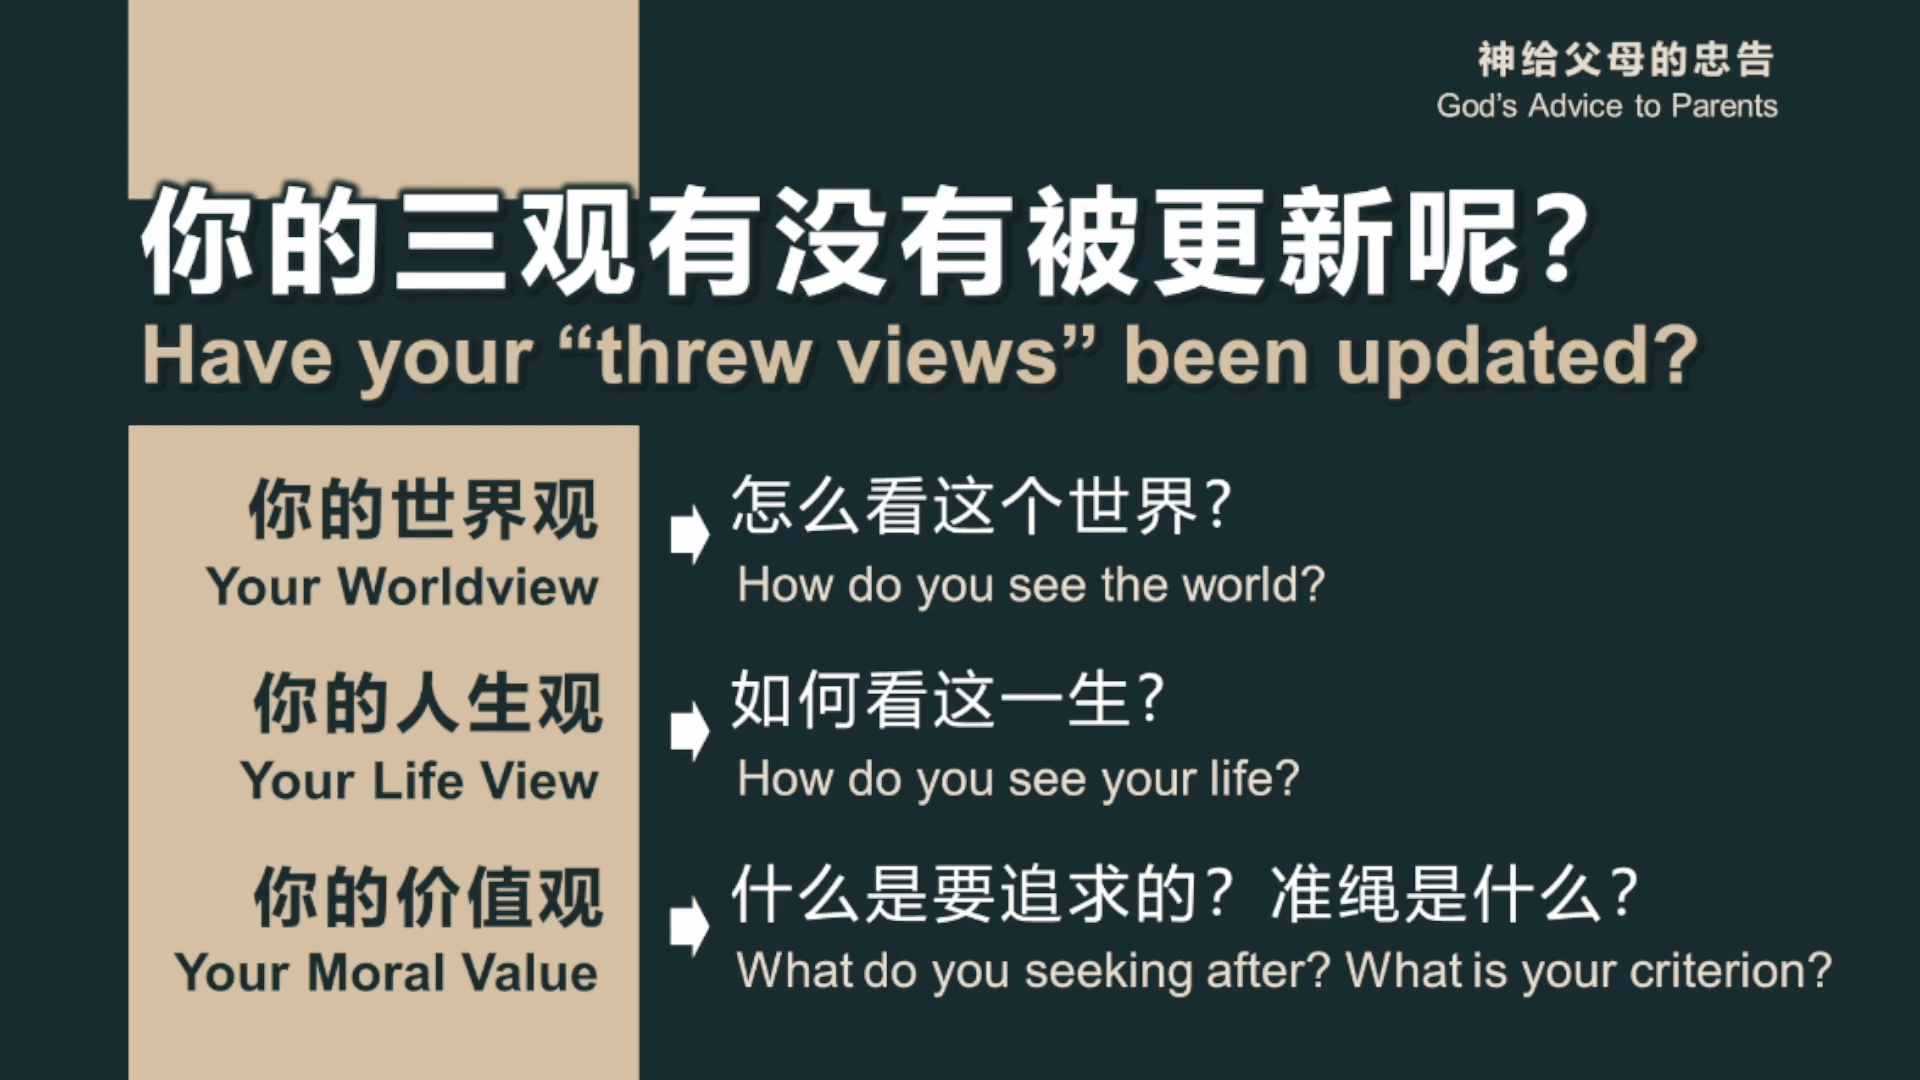 神给父母的忠告
God’s Advice to Parents
你的三观有没有被更新呢？
Have your “threw views” been updated?
你的世界观
Your Worldview
怎么看这个世界？
How do you see the world?
你的人生观
Your Life View
如何看这一生？
How do you see your life?
你的价值观
Your Moral Value
什么是要追求的？准绳是什么？
What do you seeking after? What is your criterion?